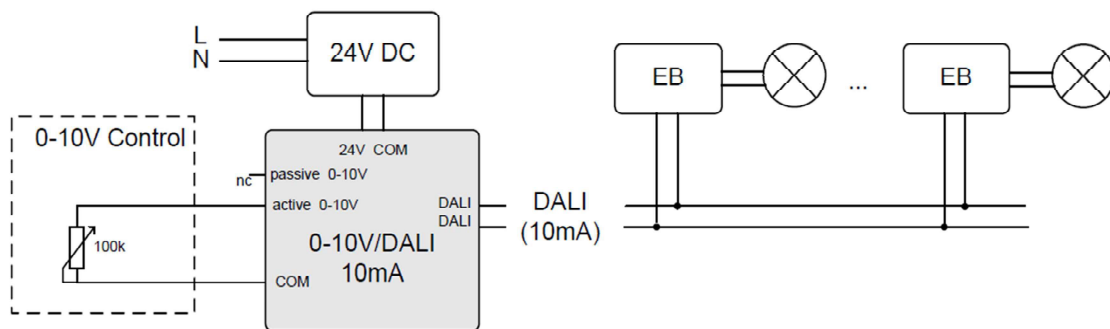 L
N
24V DC
0-10V Control
24V COM
nc
passive 0-10V
active 0-10V
100k
COM
0-10V/DALI
10mA
DALI
DALI
DALI
(10mA)
EB
...
EB